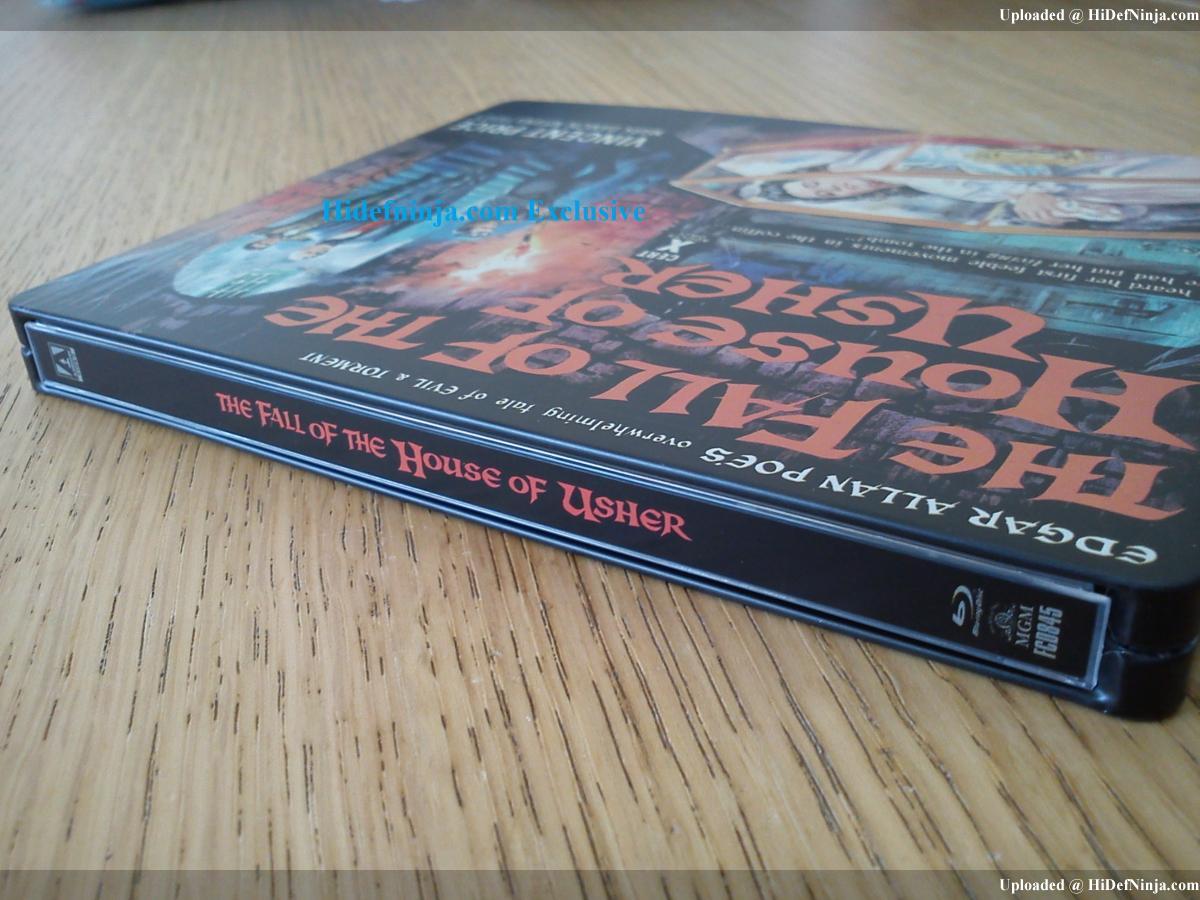 Uploaded @ HiDefNinja.com
VINCENT PRICE
Hidefninja.com Exclusive
heard her first feeble movements in the coffin
had put her living in the tomb
CERT
X
EDGAR ALLAN POE'S overwhelming tale of EVIL & TORMENT
THE FALL OF THE
HOUSE OF
USHER
THE FALL OF THE HOUSE OF USHER
MGM
FCD845
Uploaded @ HiDefNinja.com